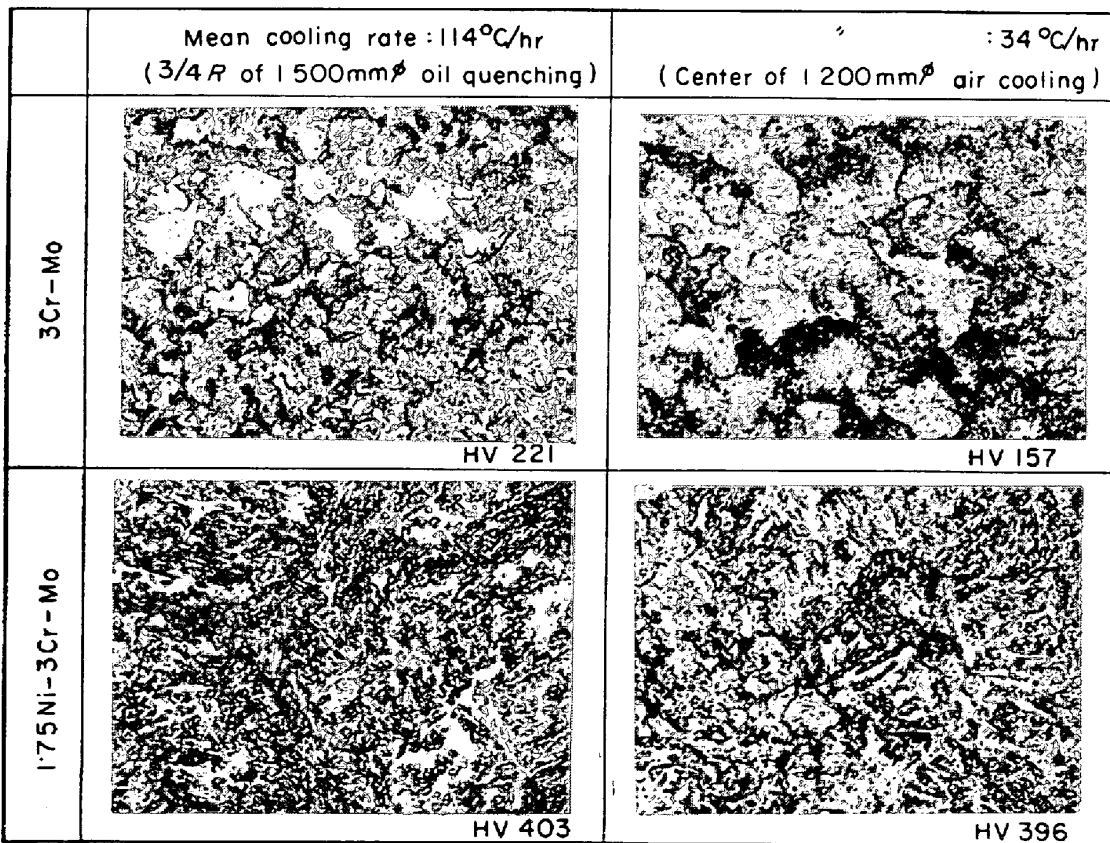 Mean cooling rate : 114°C/hr
(3/4 R of 1500mmφ oil quenching)
〃 : 34°C/hr
(Center of 1200mmφ air cooling)
3Cr-Mo
HV 221
HV 157
1·75Ni-3Cr-Mo
HV 403
HV 396